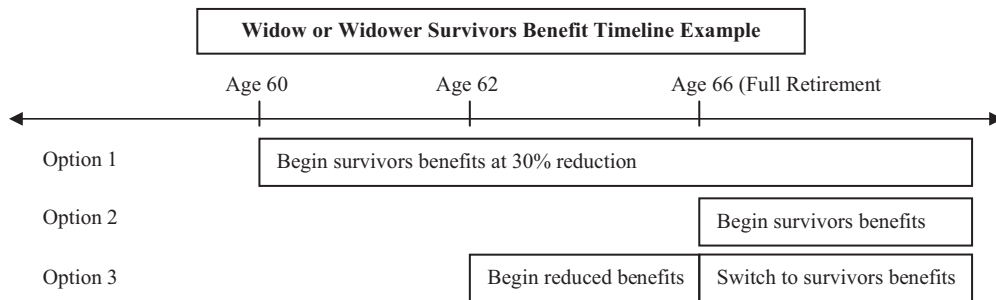 Widow or Widower Survivors Benefit Timeline Example
Age 60 Age 62 Age 66 (Full Retirement
Option 1 Begin survivors benefits at 30% reduction
Option 2 Begin survivors benefits
Option 3 Begin reduced benefits Switch to survivors benefits